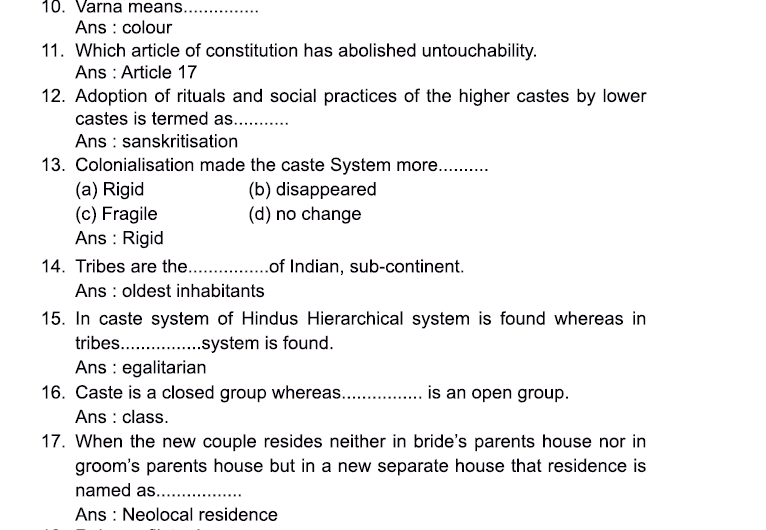 10. Varna means...............
Ans : colour
11. Which article of constitution has abolished untouchability.
Ans : Article 17
12. Adoption of rituals and social practices of the higher castes by lower
castes is termed as...........
Ans : sanskritisation
13. Colonialisation made the caste System more..........
(a) Rigid (b) disappeared
(c) Fragile (d) no change
Ans : Rigid
14. Tribes are the................of Indian, sub-continent.
Ans : oldest inhabitants
15. In caste system of Hindus Hierarchical system is found whereas in
tribes................system is found.
Ans : egalitarian
16. Caste is a closed group whereas................ is an open group.
Ans : class.
17. When the new couple resides neither in bride's parents house nor in
groom's parents house but in a new separate house that residence is
named as.................
Ans : Neolocal residence